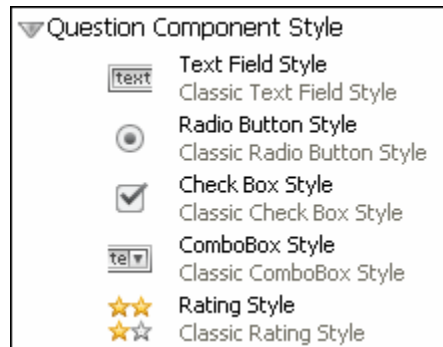 Question Component Style
text
Text Field Style
Classic Text Field Style
Radio Button Style
Classic Radio Button Style
Check Box Style
Classic Check Box Style
te
ComboBox Style
Classic ComboBox Style
Rating Style
Classic Rating Style